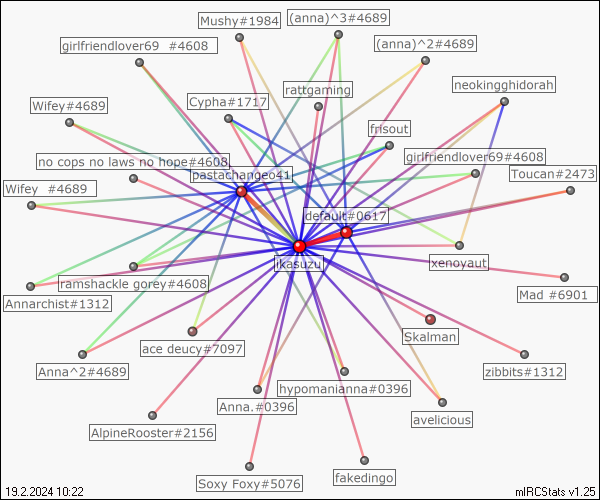 Mushy#1984
(anna)^3#4689
girlfriendlover69 #4608
(anna)^2#4689
rattgaming
neokingghidorah
Cypha#1717
Wifey#4689
frlsout
no cops no laws no hope#4608
girlfriendlover69#4608
pastachange041
Toucan#2473
Wifey #4689
default#0617
ikasuzu
xenoyaut
ramshackle gorey#4608
Annarchist#1312
Mad #6901
Skalman
ace deucy#7097
Anna^2#4689
zibbits#1312
hypomanianna#0396
Anna.#0396
avelicious
AlpineRooster#2156
fakedingo
Soxy Foxy#5076
19.2.2024 10:22
mIRCStats v1.25